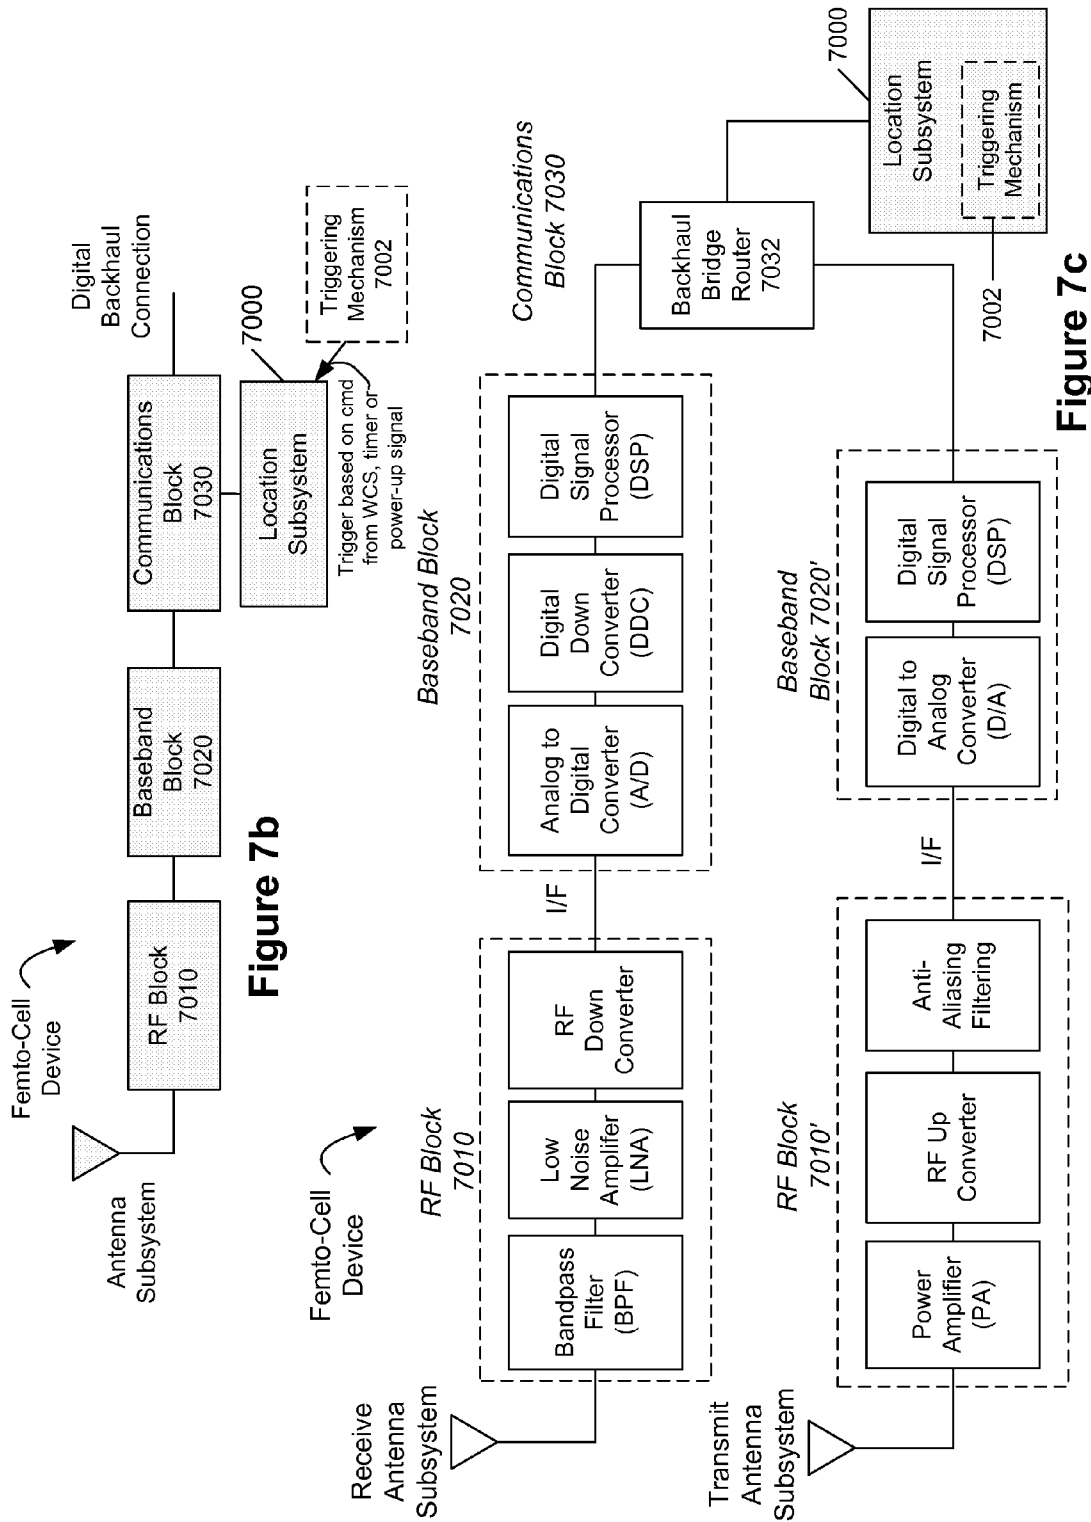 Femto-Cell
Device
Antenna
Subsystem
RF Block
7010
Baseband
Block
7020
Communications
Block
7030
Digital
Backhaul
Connection
Location
Subsystem
7000
Triggering
Mechanism
7002
Trigger based on cmd
from WCS, timer or
power-up signal
Figure 7b
Femto-Cell
Device
Receive
Antenna
Subsystem
RF Block
7010
Bandpass
Filter
(BPF)
Low
Noise
Amplifer
(LNA)
RF
Down
Converter
I/F
Baseband Block
7020
Analog to
Digital
Converter
(A/D)
Digital
Down
Converter
(DDC)
Digital
Signal
Processor
(DSP)
Communications
Block 7030
Backhaul
Bridge
Router
7032
Transmit
Antenna
Subsystem
RF Block
7010'
Power
Amplifier
(PA)
RF Up
Converter
Anti-
Aliasing
Filtering
I/F
Baseband
Block 7020'
Digital to
Analog
Converter
(D/A)
Digital
Signal
Processor
(DSP)
7000
Location
Subsystem
Triggering
Mechanism
7002
Figure 7c